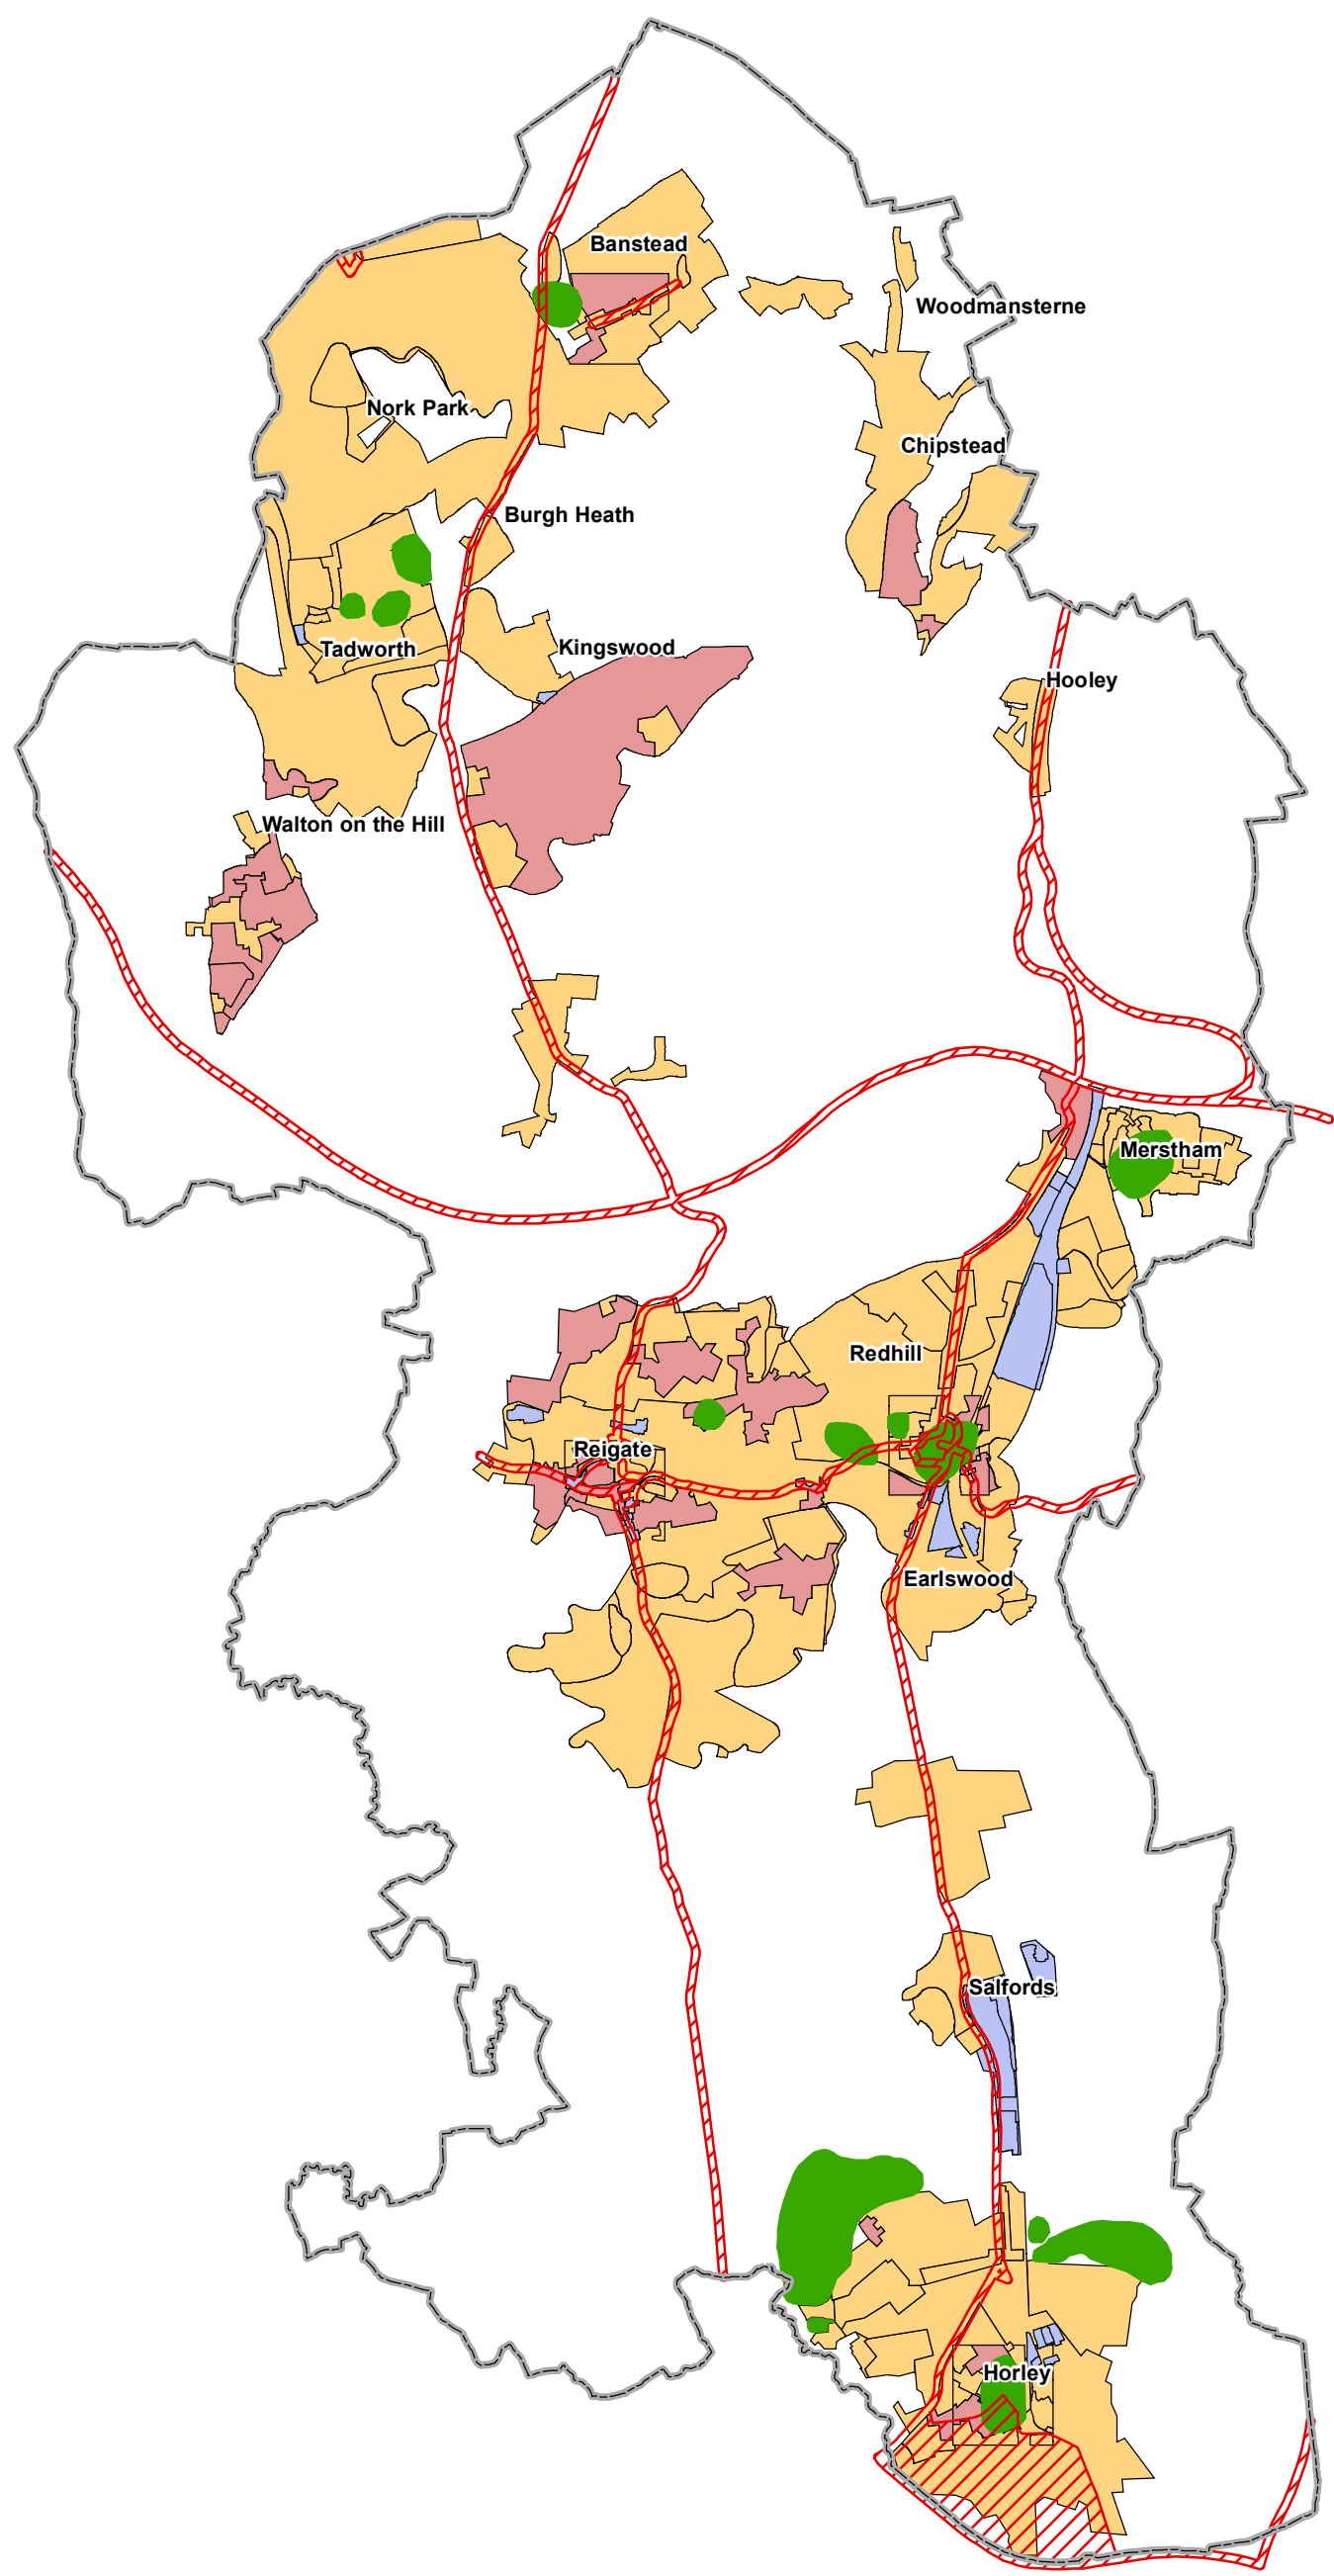 Banstead
Woodmansterne
Nork Park
Chipstead
Burgh Heath
Tadworth
Kingswood
Hooley
Walton on the Hill
Merstham
Redhill
Reigate
Earlswood
Salfords
Horley